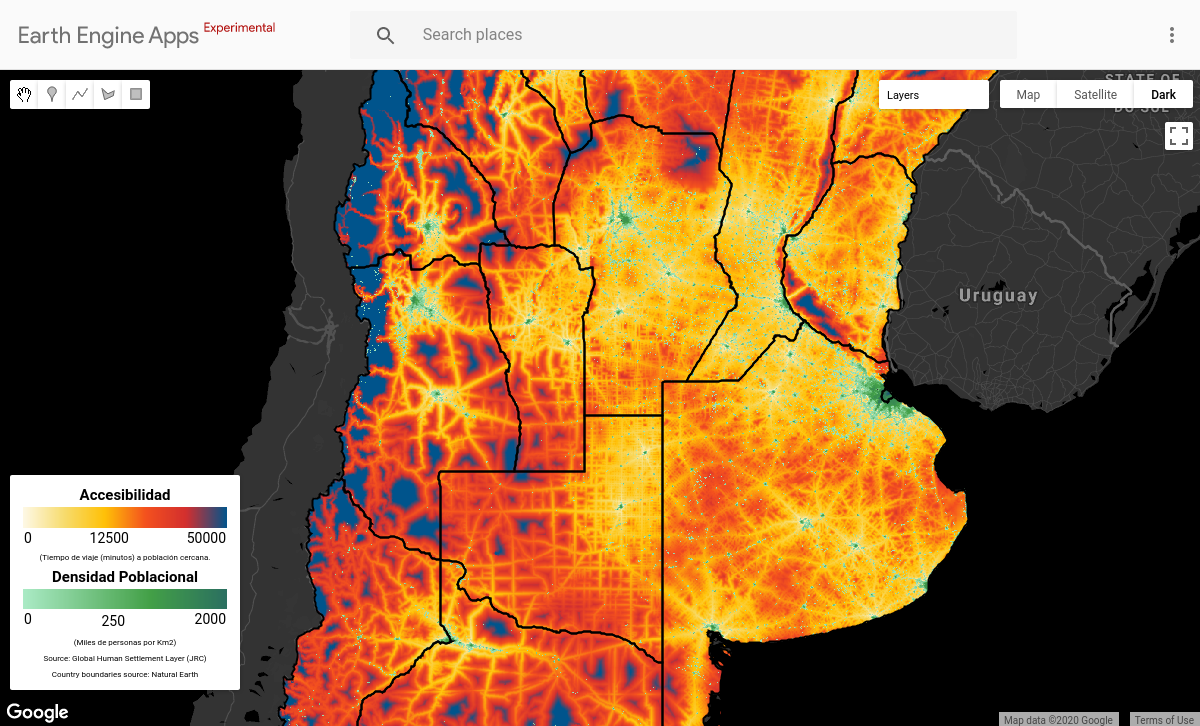 Earth Engine Apps Experimental
Search places
Layers
Map Satellite Dark
STATE OF
DO SUL
Uruguay
Accesibilidad
0 12500 50000
(Tiempo de viaje (minutos) a población cercana.
Densidad Poblacional
0 250 2000
(Miles de personas por Km2)
Source: Global Human Settlement Layer (JRC)
Country boundaries source: Natural Earth
Google
Map data ©2020 Google Terms of Use